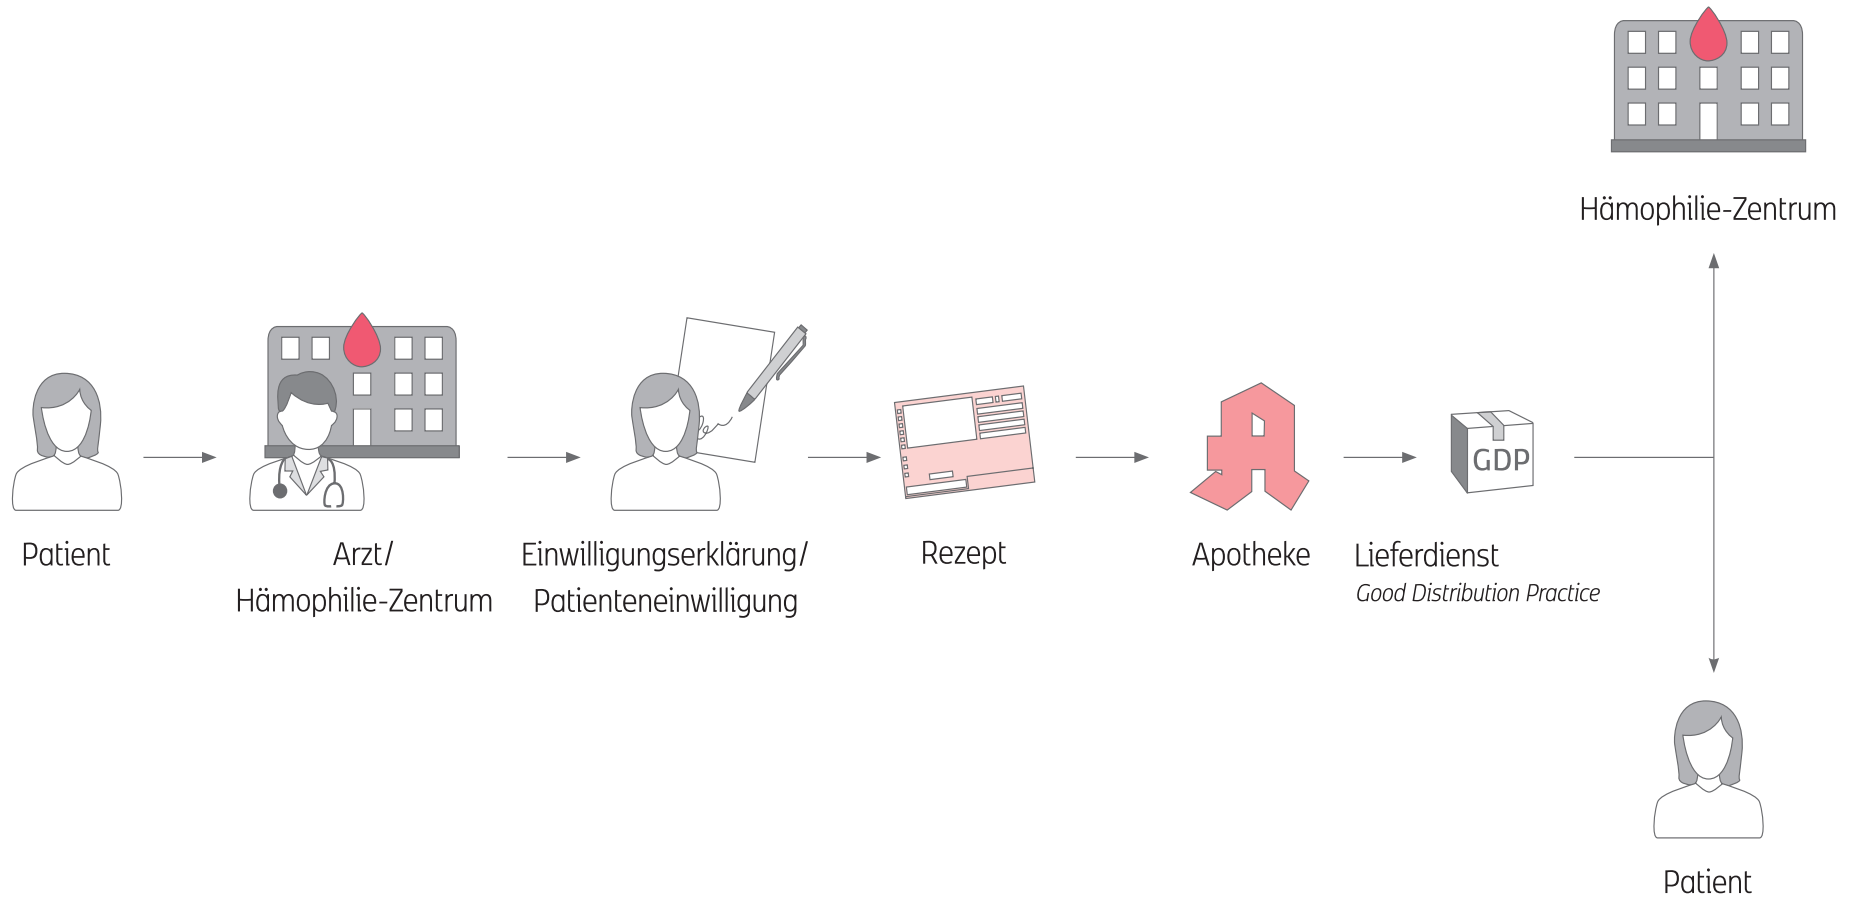 Hämophilie-Zentrum
GDP
Patient
Arzt/
Hämophilie-Zentrum
Einwilligungserklärung/
Patienteneinwilligung
Rezept
Apotheke
Lieferdienst
Good Distribution Practice
Patient